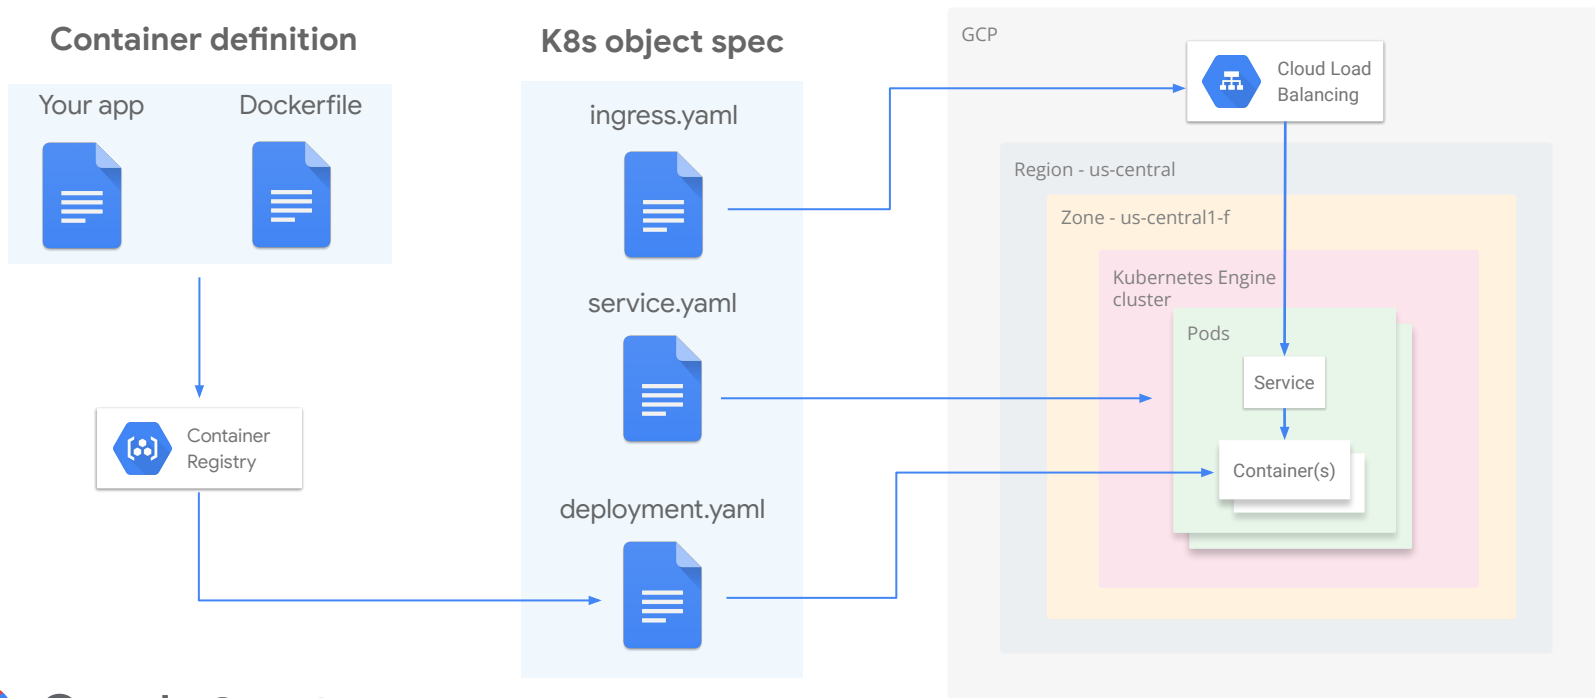 Container definition
Your app
Dockerfile
Container
Registry
K8s object spec
ingress.yaml
service.yaml
deployment.yaml
GCP
Cloud Load
Balancing
Region - us-central
Zone - us-central1-f
Kubernetes Engine
cluster
Pods
Service
Container(s)